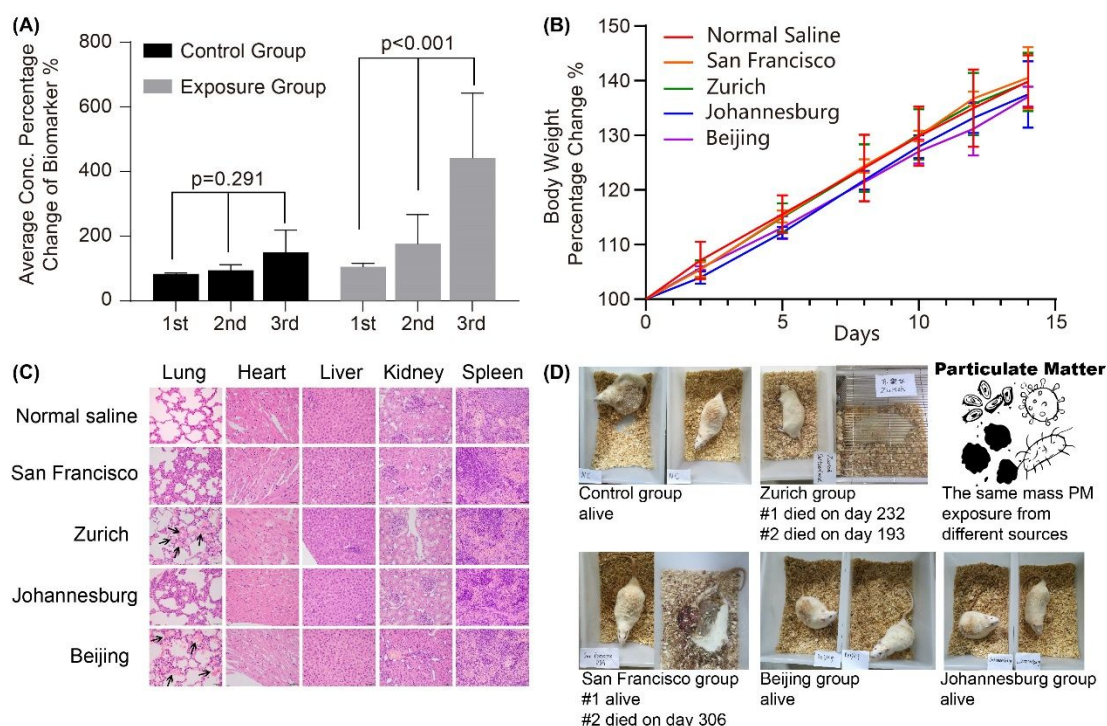 (A)
Average Conc. Percentage
Change of Biomarker %
800
600
400
200
0
Control Group
Exposure Group
p=0.291
p<0.001
1st 2nd 3rd 1st 2nd 3rd
(B)
Body Weight
Percentage Change %
150
140
130
120
110
100
Normal Saline
San Francisco
Zurich
Johannesburg
Beijing
0 5 10 15
Days
(C)
Lung Heart Liver Kidney Spleen
Normal saline
San Francisco
Zurich
Johannesburg
Beijing
(D)
Control group
alive
Zurich
Zurich group
#1 died on day 232
#2 died on day 193
Particulate Matter
The same mass PM
exposure from
different sources
San Francisco group
#1 alive
#2 died on day 306
Beijing group
alive
Johannesburg group
alive